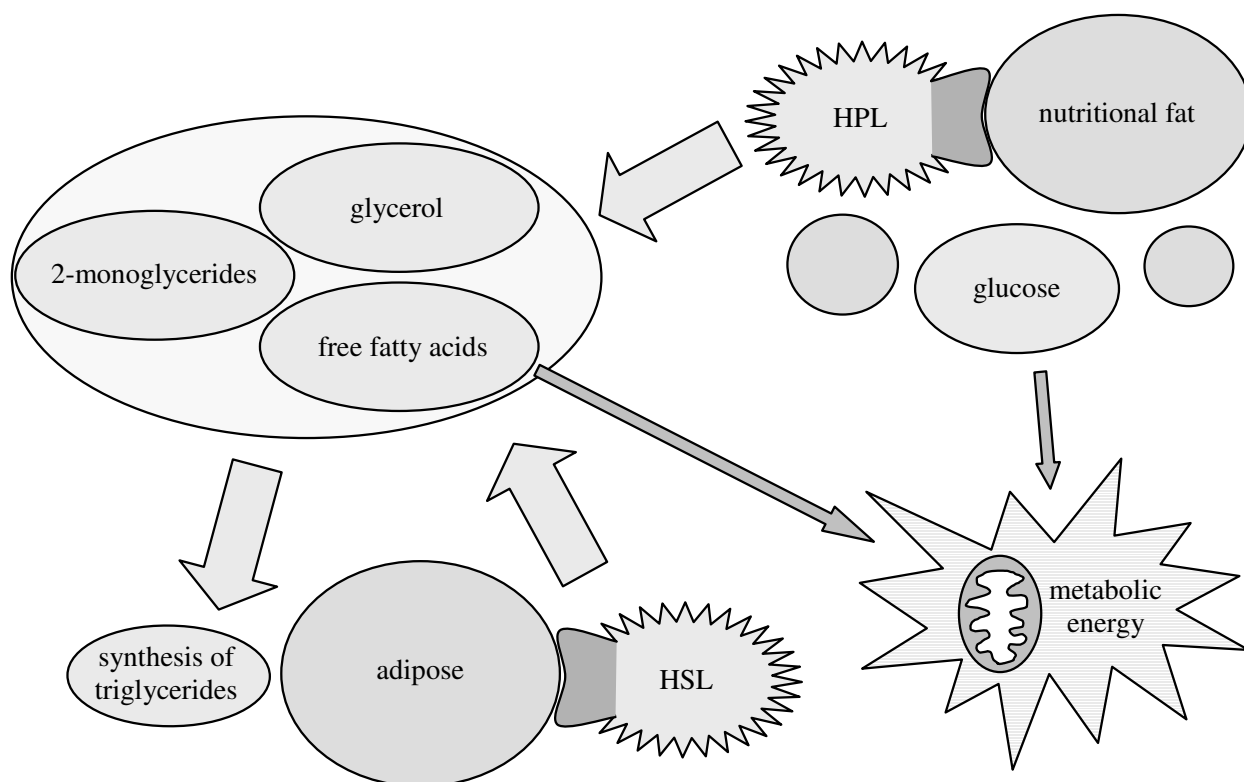 HPL
nutritional fat
glycerol
2-monoglycerides
glucose
free fatty acids
metabolic
energy
synthesis of
triglycerides
adipose
HSL